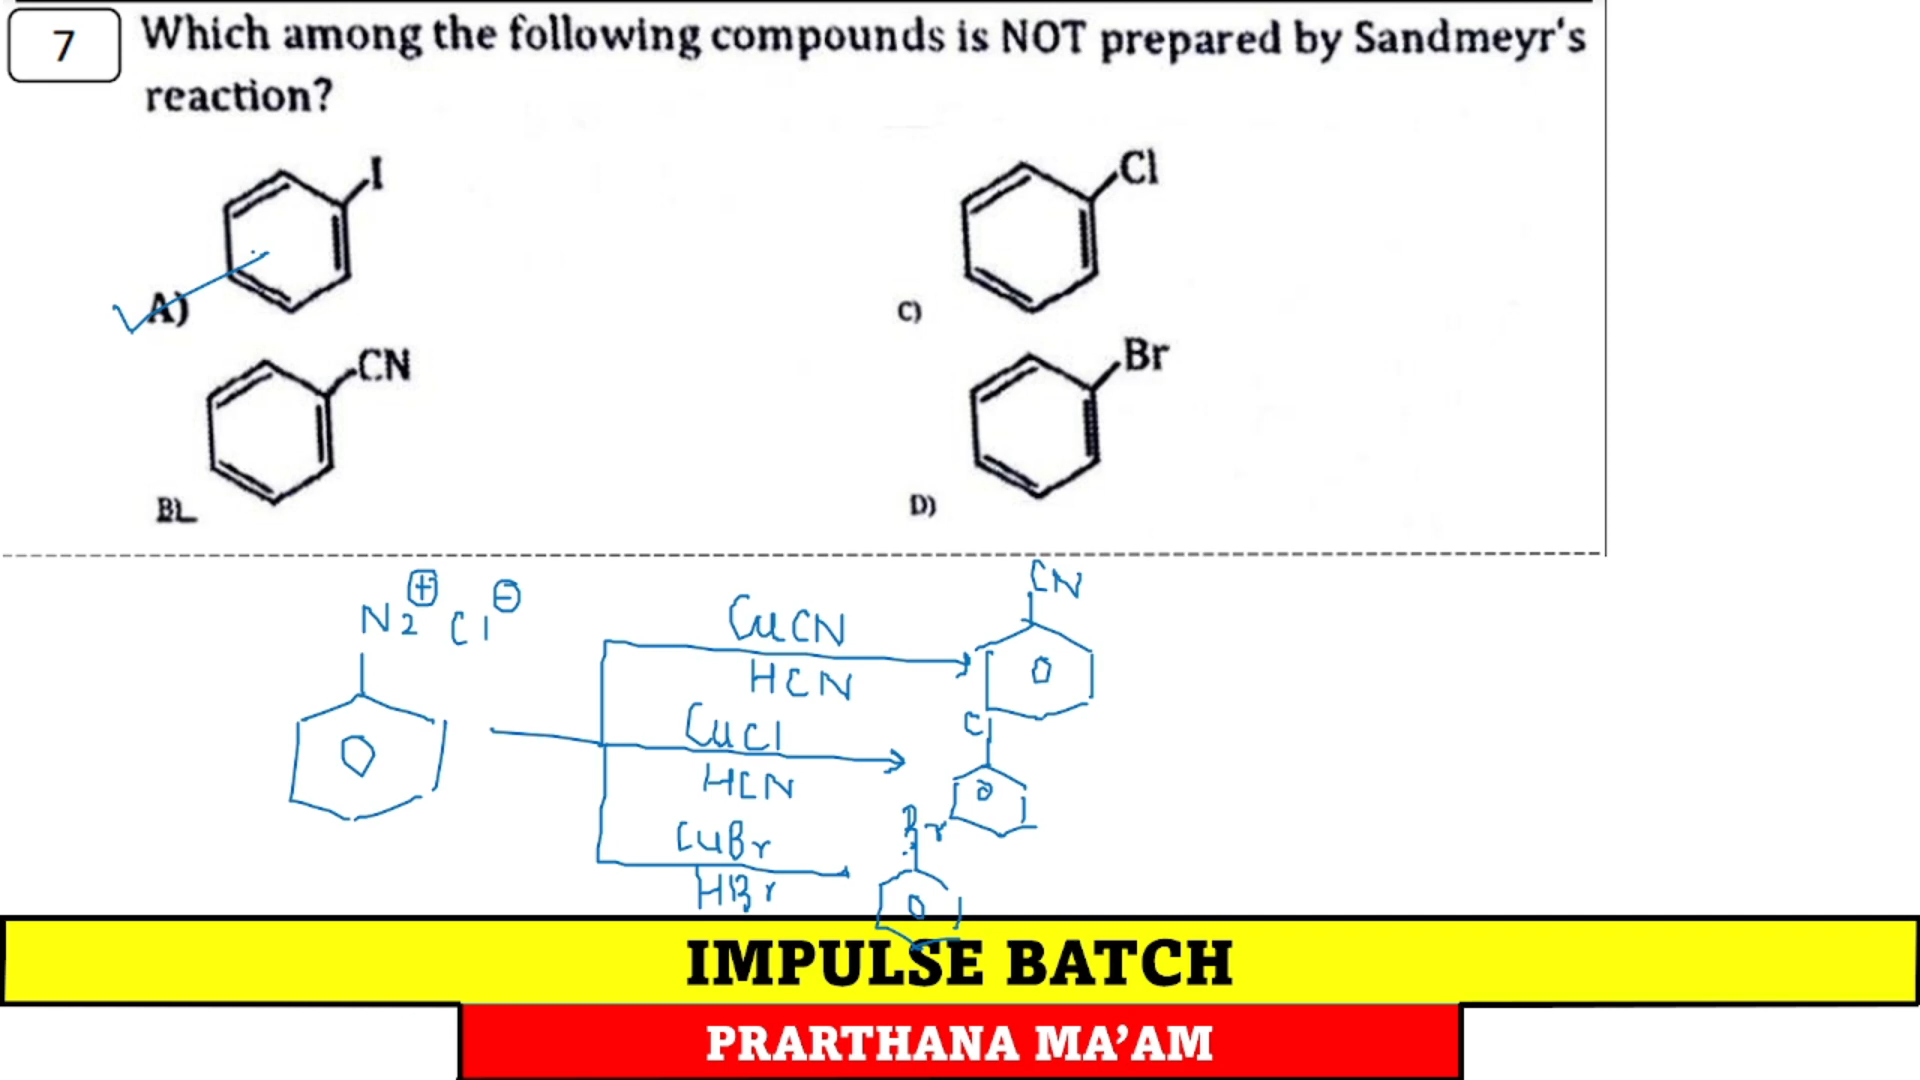 7
Which among the following compounds is NOT prepared by Sandmeyr's
reaction?
I
Cl
A)
C)
CN
Br
B)
D)
N2 ⊕ Cl ⊖
CuCN
HCN
CN
CuCl
HCN
Cl
CuBr
HBr
Br
IMPULSE BATCH
PRARTHANA MA’AM